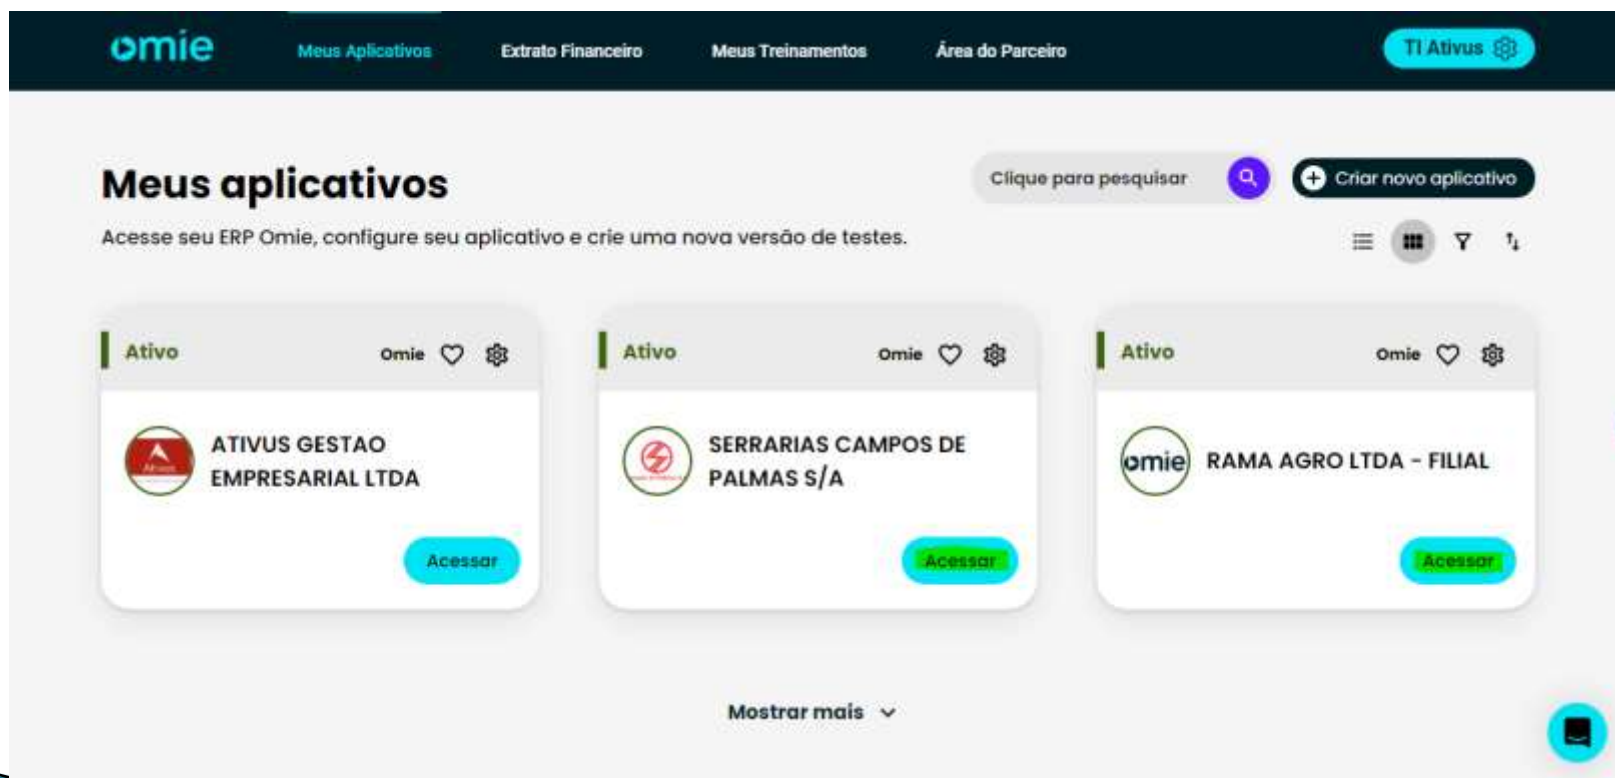 omie
Meus Aplicativos
Extrato Financeiro
Meus Treinamentos
Área do Parceiro
TI Ativus
Meus aplicativos
Clique para pesquisar
Criar novo aplicativo
Acesse seu ERP Omie, configure seu aplicativo e crie uma nova versão de testes.
Ativo
Omie
ATIVUS GESTAO
EMPRESARIAL LTDA
Acessar
Ativo
Omie
SERRARIAS CAMPOS DE
PALMAS S/A
Acessar
Ativo
Omie
omie
RAMA AGRO LTDA - FILIAL
Acessar
Mostrar mais